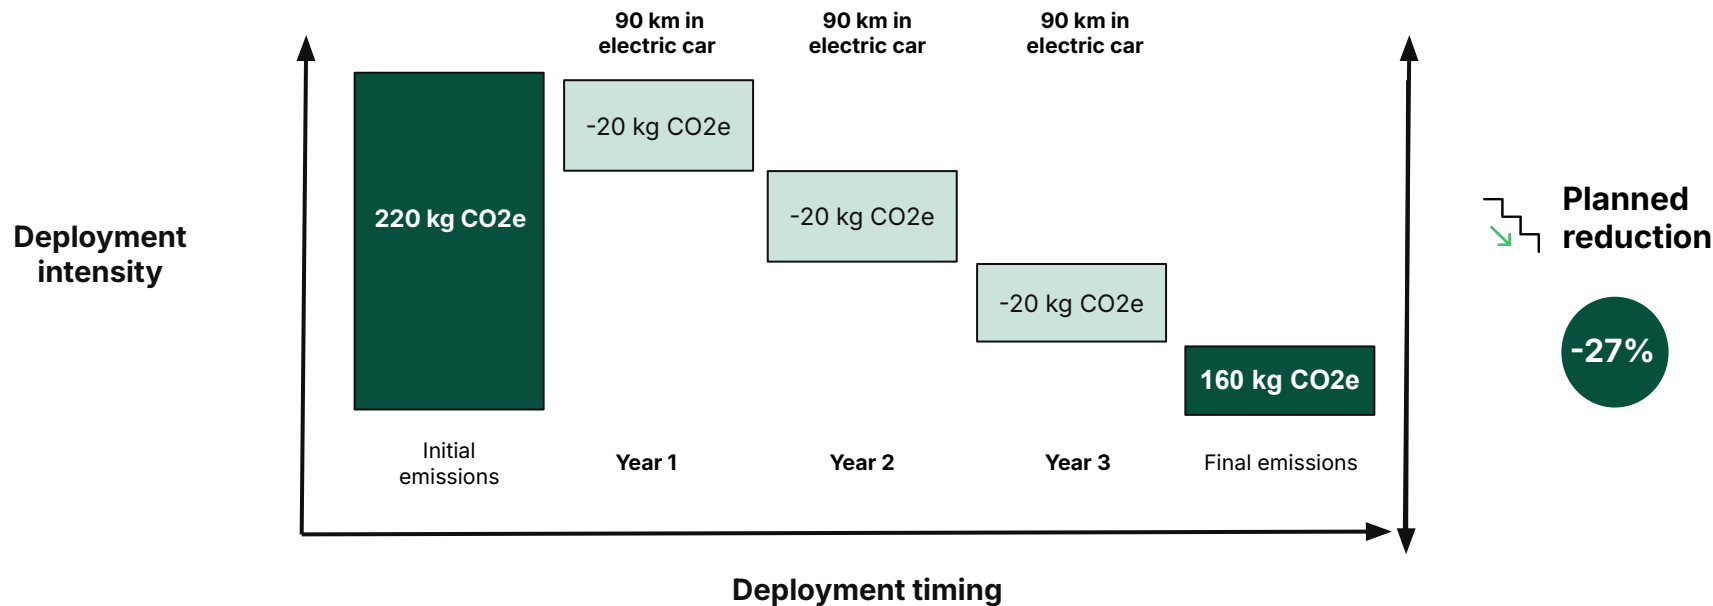 90 km in
electric car
90 km in
electric car
90 km in
electric car
Deployment
intensity
220 kg CO2e
-20 kg CO2e
-20 kg CO2e
-20 kg CO2e
160 kg CO2e
Initial
emissions
Year 1
Year 2
Year 3
Final emissions
Deployment timing
Planned
reduction
-27%